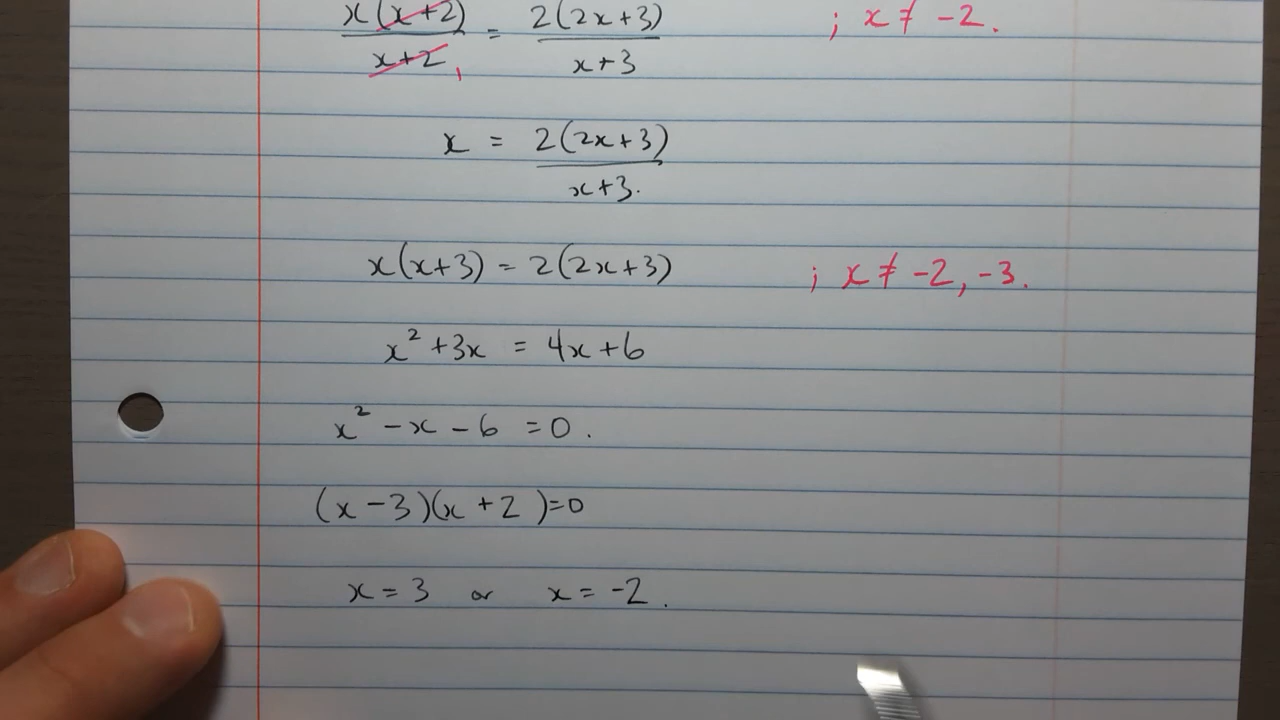 x(x+2)/x+2, = 2(2x+3)/x+3 ; x ≠ -2.
x = 2(2x+3)/x+3.
x(x+3) = 2(2x+3) ; x ≠ -2, -3.
x² + 3x = 4x + 6
x² - x - 6 = 0.
(x - 3)(x + 2) = 0
x = 3 or x = -2.